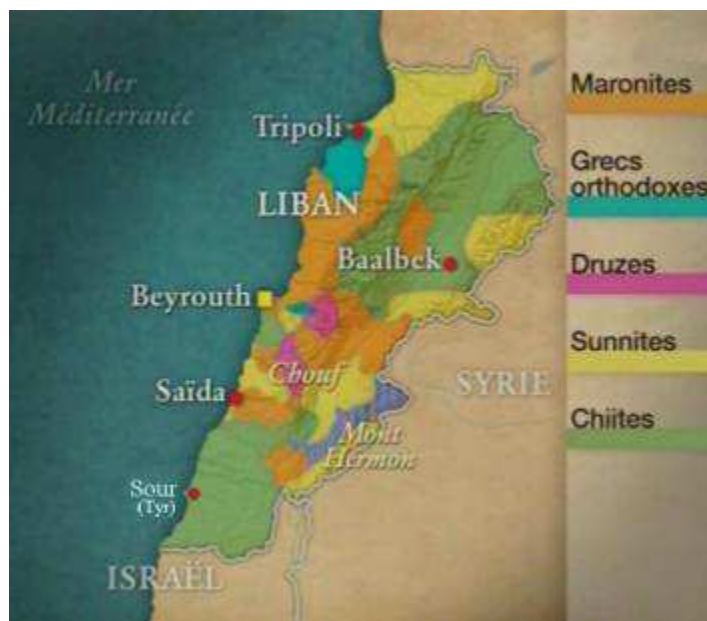 Mer
Méditerranée
Tripoli
LIBAN
Baalbek
Beyrouth
Chouf
SYRIE
Saïda
Mont
Hermon
Sour
(Tyr)
ISRAËL
Maronites
Grecs
orthodoxes
Druzes
Sunnites
Chiites